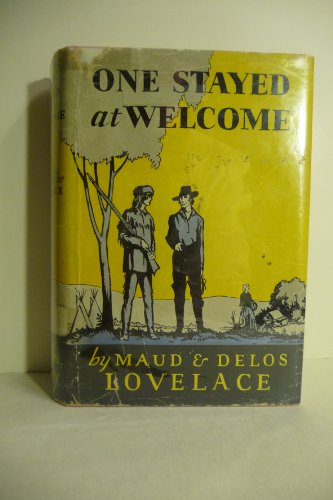 ONE STAYED
at WELCOME
by MAUD & DELOS
LOVELACE